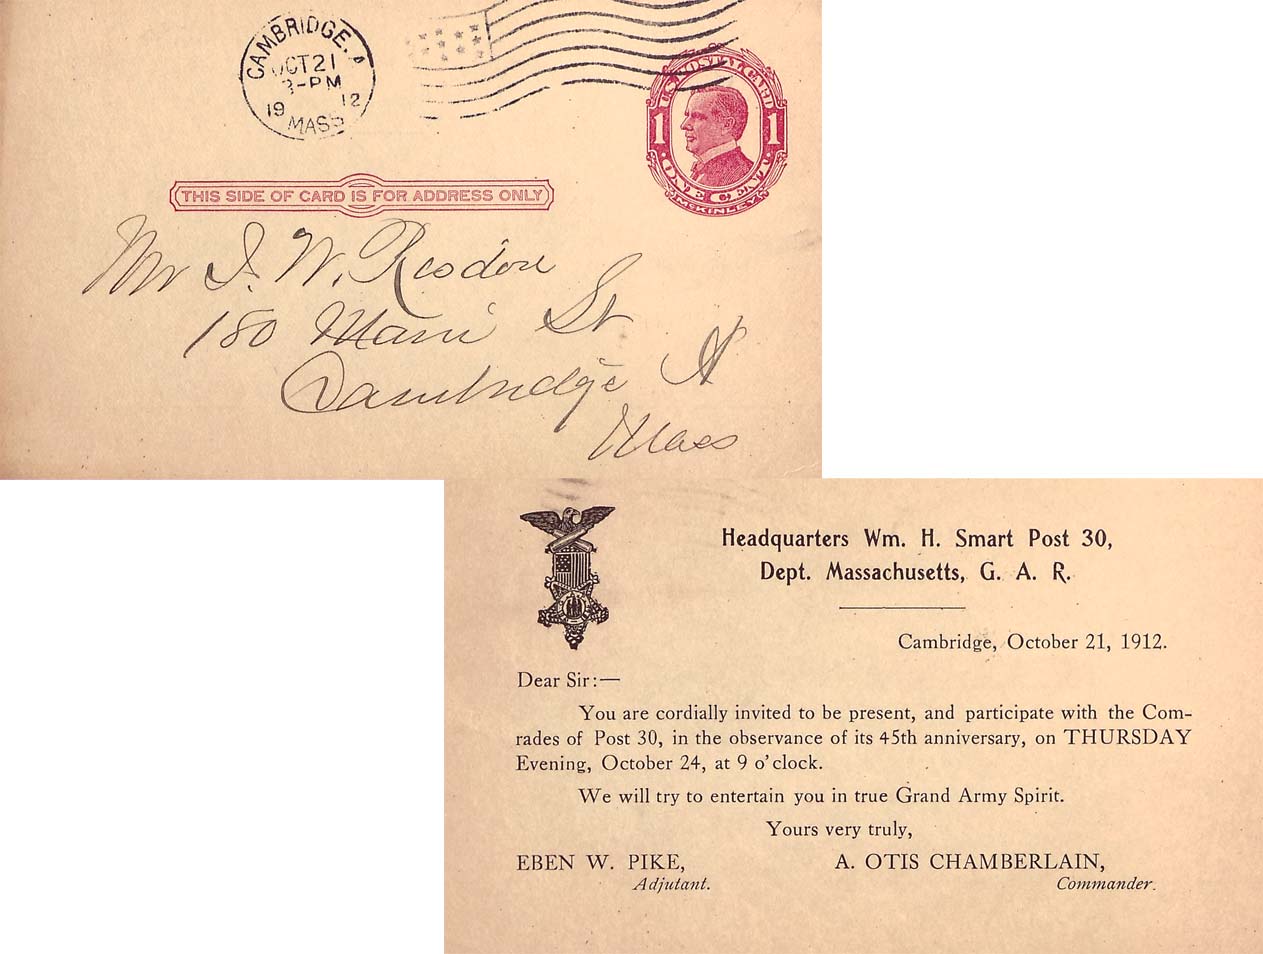 CAMBRIDGE. A
OCT 21
3-PM
19 12
MASS
U.S. POSTAL CARD
1 1
ONE CENT
McKINLEY
THIS SIDE OF CARD IS FOR ADDRESS ONLY
Mr I. W. Resdon
180 Main St
Cambridge A
Mass
Headquarters Wm. H. Smart Post 30,
Dept. Massachusetts, G. A. R.
Cambridge, October 21, 1912.
Dear Sir:—
You are cordially invited to be present, and participate with the Com-
rades of Post 30, in the observance of its 45th anniversary, on THURSDAY
Evening, October 24, at 9 o'clock.
We will try to entertain you in true Grand Army Spirit.
Yours very truly,
EBEN W. PIKE, A. OTIS CHAMBERLAIN,
Adjutant. Commander.